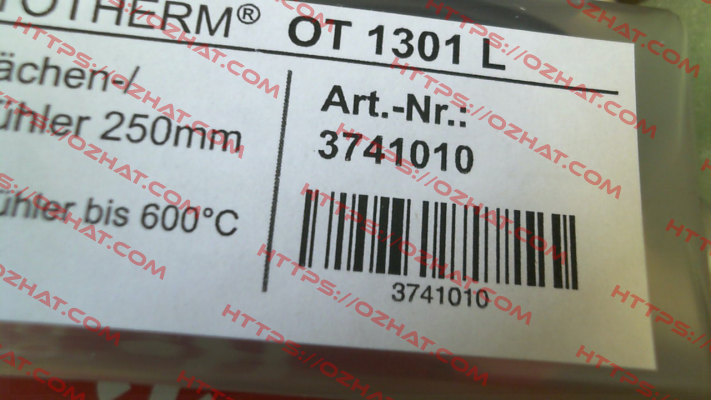 OTHERM® OT 1301 L
ächen-/
ühler 250mm
ühler bis 600°C
Art.-Nr.:
3741010
3741010
HTTPS://OZHAT.COM